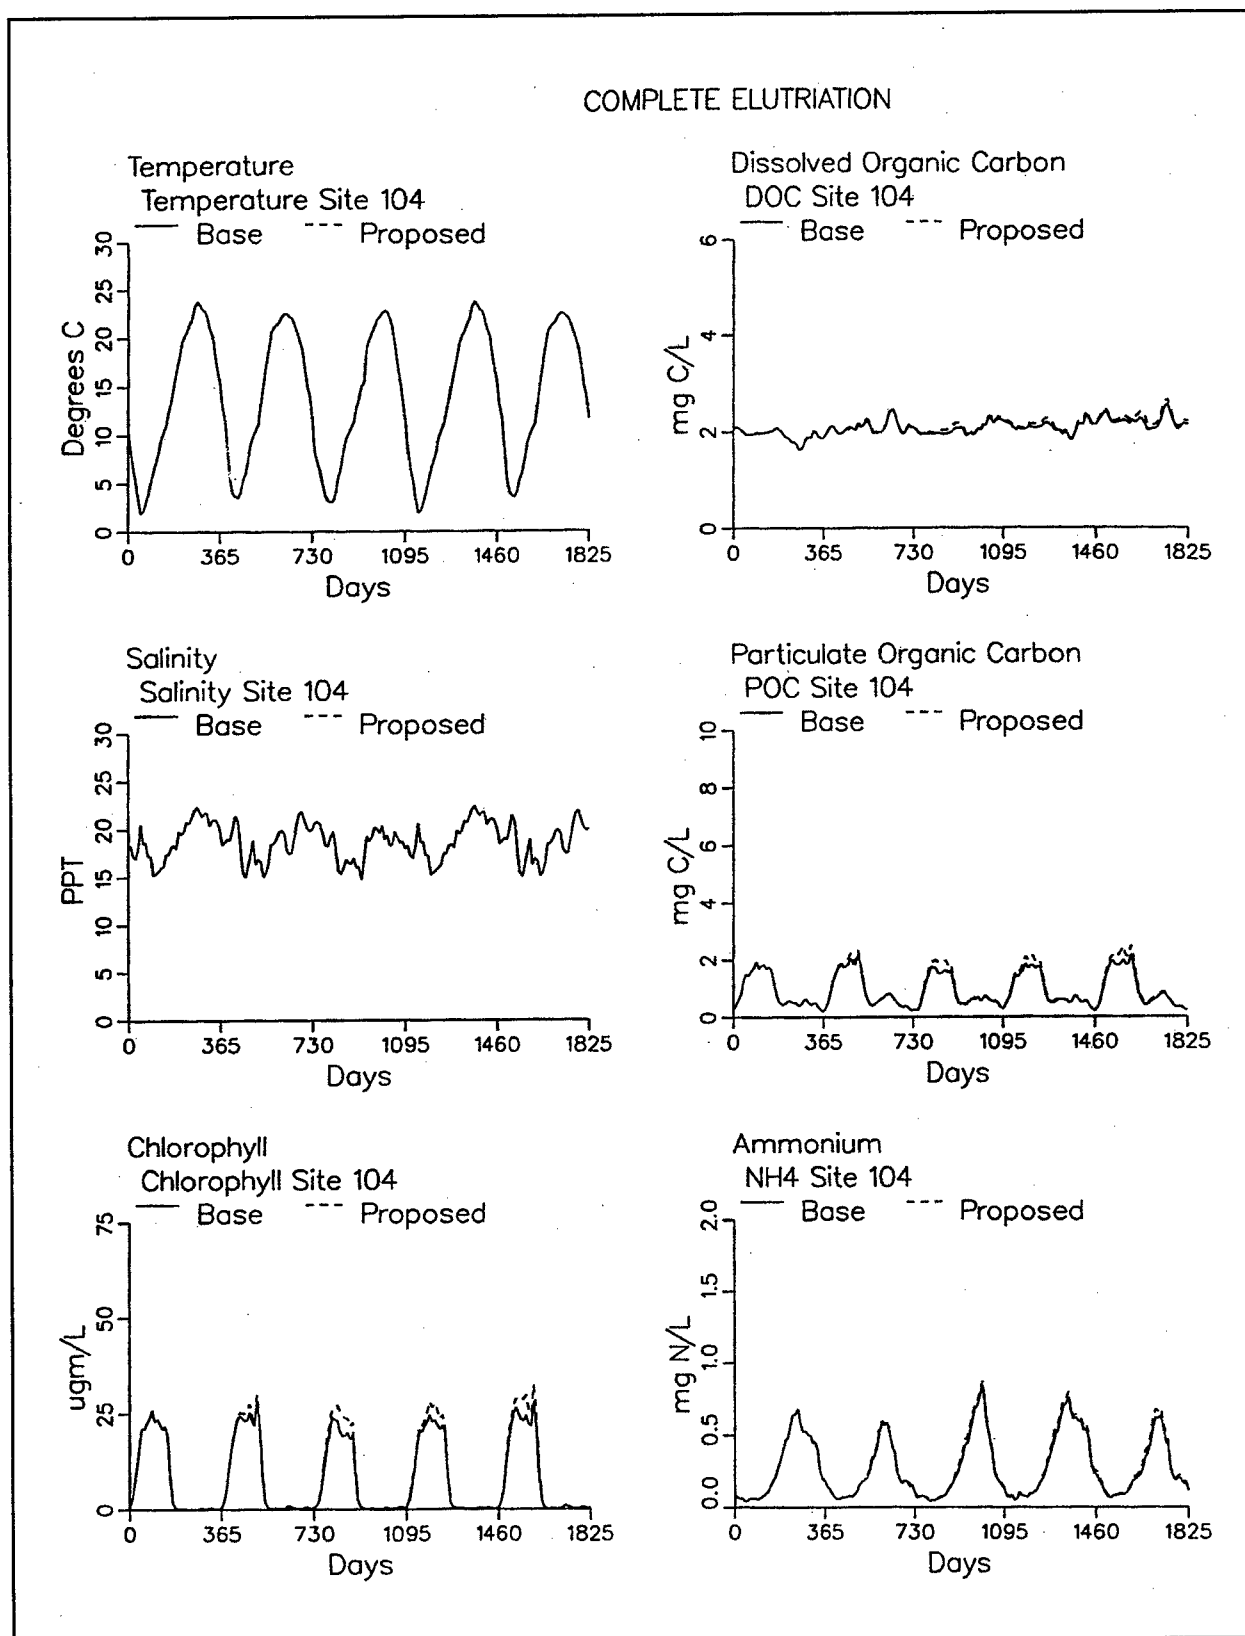 COMPLETE ELUTRIATION
Temperature
Temperature Site 104
Base Proposed
30
25
20
15
10
5
0
Degrees C
0 365 730 1095 1460 1825
Days
Dissolved Organic Carbon
DOC Site 104
Base Proposed
6
4
2
0
mg C/L
0 365 730 1095 1460 1825
Days
Salinity
Salinity Site 104
Base Proposed
30
25
20
15
10
5
0
PPT
0 365 730 1095 1460 1825
Days
Particulate Organic Carbon
POC Site 104
Base Proposed
10
8
6
4
2
0
mg C/L
0 365 730 1095 1460 1825
Days
Chlorophyll
Chlorophyll Site 104
Base Proposed
75
50
25
0
ugm/L
0 365 730 1095 1460 1825
Days
Ammonium
NH4 Site 104
Base Proposed
2.0
1.5
1.0
0.5
0.0
mg N/L
0 365 730 1095 1460 1825
Days